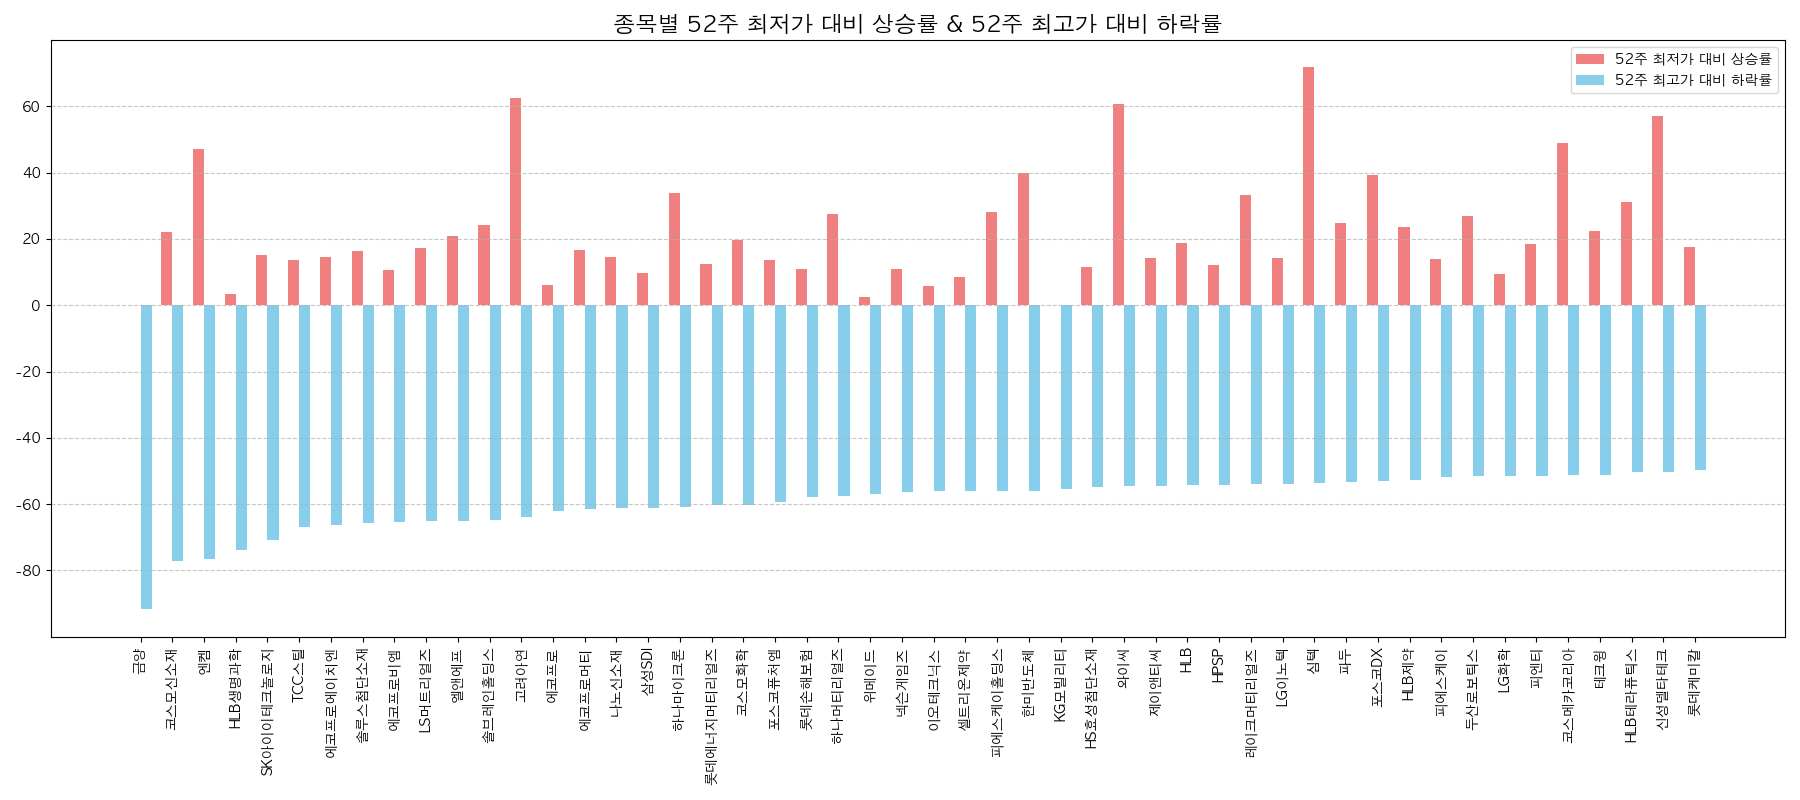 종목별 52주 최저가 대비 상승률 & 52주 최고가 대비 하락률
52주 최저가 대비 상승률
52주 최고가 대비 하락률
60
40
20
0
-20
-40
-60
-80
금양
코스모신소재
엔켐
HLB생명과학
SK아이이테크놀로지
TCC스틸
에코프로에이치엔
솔루스첨단소재
에코프로비엠
LS머트리얼즈
엘앤에프
솔브레인홀딩스
고려아연
에코프로
에코프로머티
나노신소재
삼성SDI
하나마이크론
롯데에너지머티리얼즈
코스모화학
포스코퓨처엠
롯데손해보험
하나머티리얼즈
위메이드
넥슨게임즈
이오테크닉스
셀트리온제약
피에스케이홀딩스
한미반도체
KG모빌리티
HS효성첨단소재
와이씨
제이앤티씨
HLB
HPSP
레이크머티리얼즈
LG이노텍
심텍
파두
포스코DX
HLB제약
피에스케이
두산로보틱스
LG화학
피엔티
코스메카코리아
테크윙
HLB테라퓨틱스
신성델타테크
롯데케미칼